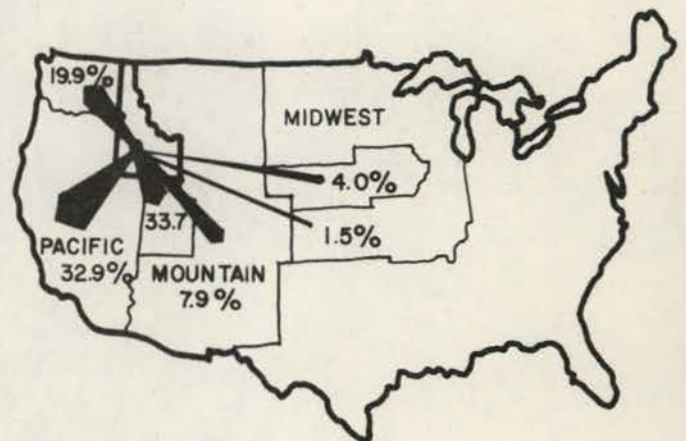 19.9%
MIDWEST
4.0%
33.7
1.5%
PACIFIC
32.9%
MOUNTAIN
7.9%